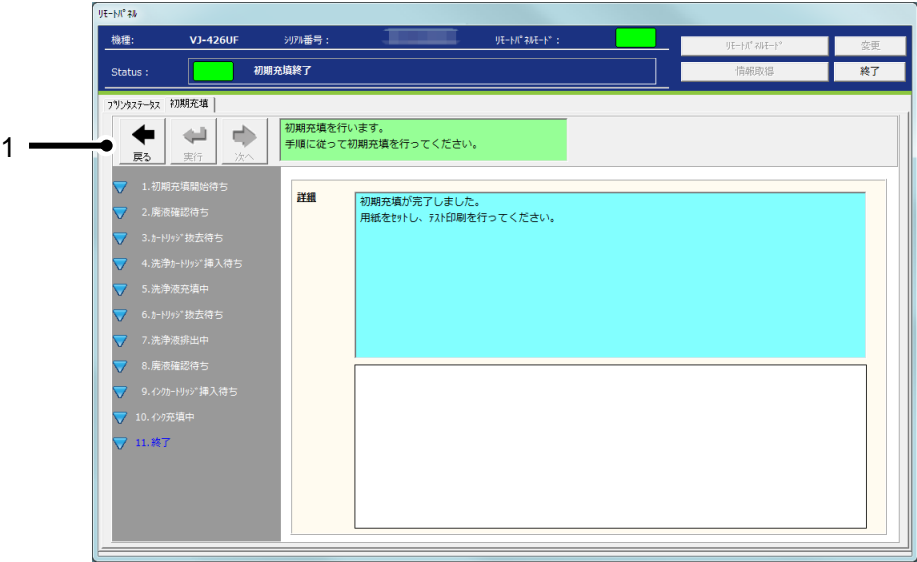 リモートパネル
機種: VJ-426UF シリアル番号: リモートパネルモード: リモートパネルモード 変更
Status: 初期充填終了 情報取得 終了
プリンタステータス 初期充填
1
戻る 実行 次へ
初期充填を行います。
手順に従って初期充填を行ってください。
1.初期充填開始待ち
2.廃液確認待ち
3.カートリッジ抜去待ち
4.洗浄カートリッジ挿入待ち
5.洗浄液充填中
6.カートリッジ抜去待ち
7.洗浄液排出中
8.廃液確認待ち
9.インクカートリッジ挿入待ち
10.インク充填中
11.終了
詳細
初期充填が完了しました。
用紙をセットし、テスト印刷を行ってください。